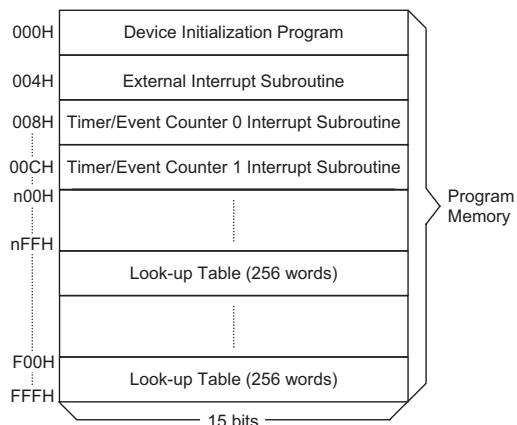 000H Device Initialization Program
004H External Interrupt Subroutine
008H Timer/Event Counter 0 Interrupt Subroutine
00CH Timer/Event Counter 1 Interrupt Subroutine
n00H
Program
Memory
nFFH
Look-up Table (256 words)
F00H
Look-up Table (256 words)
FFFH
15 bits